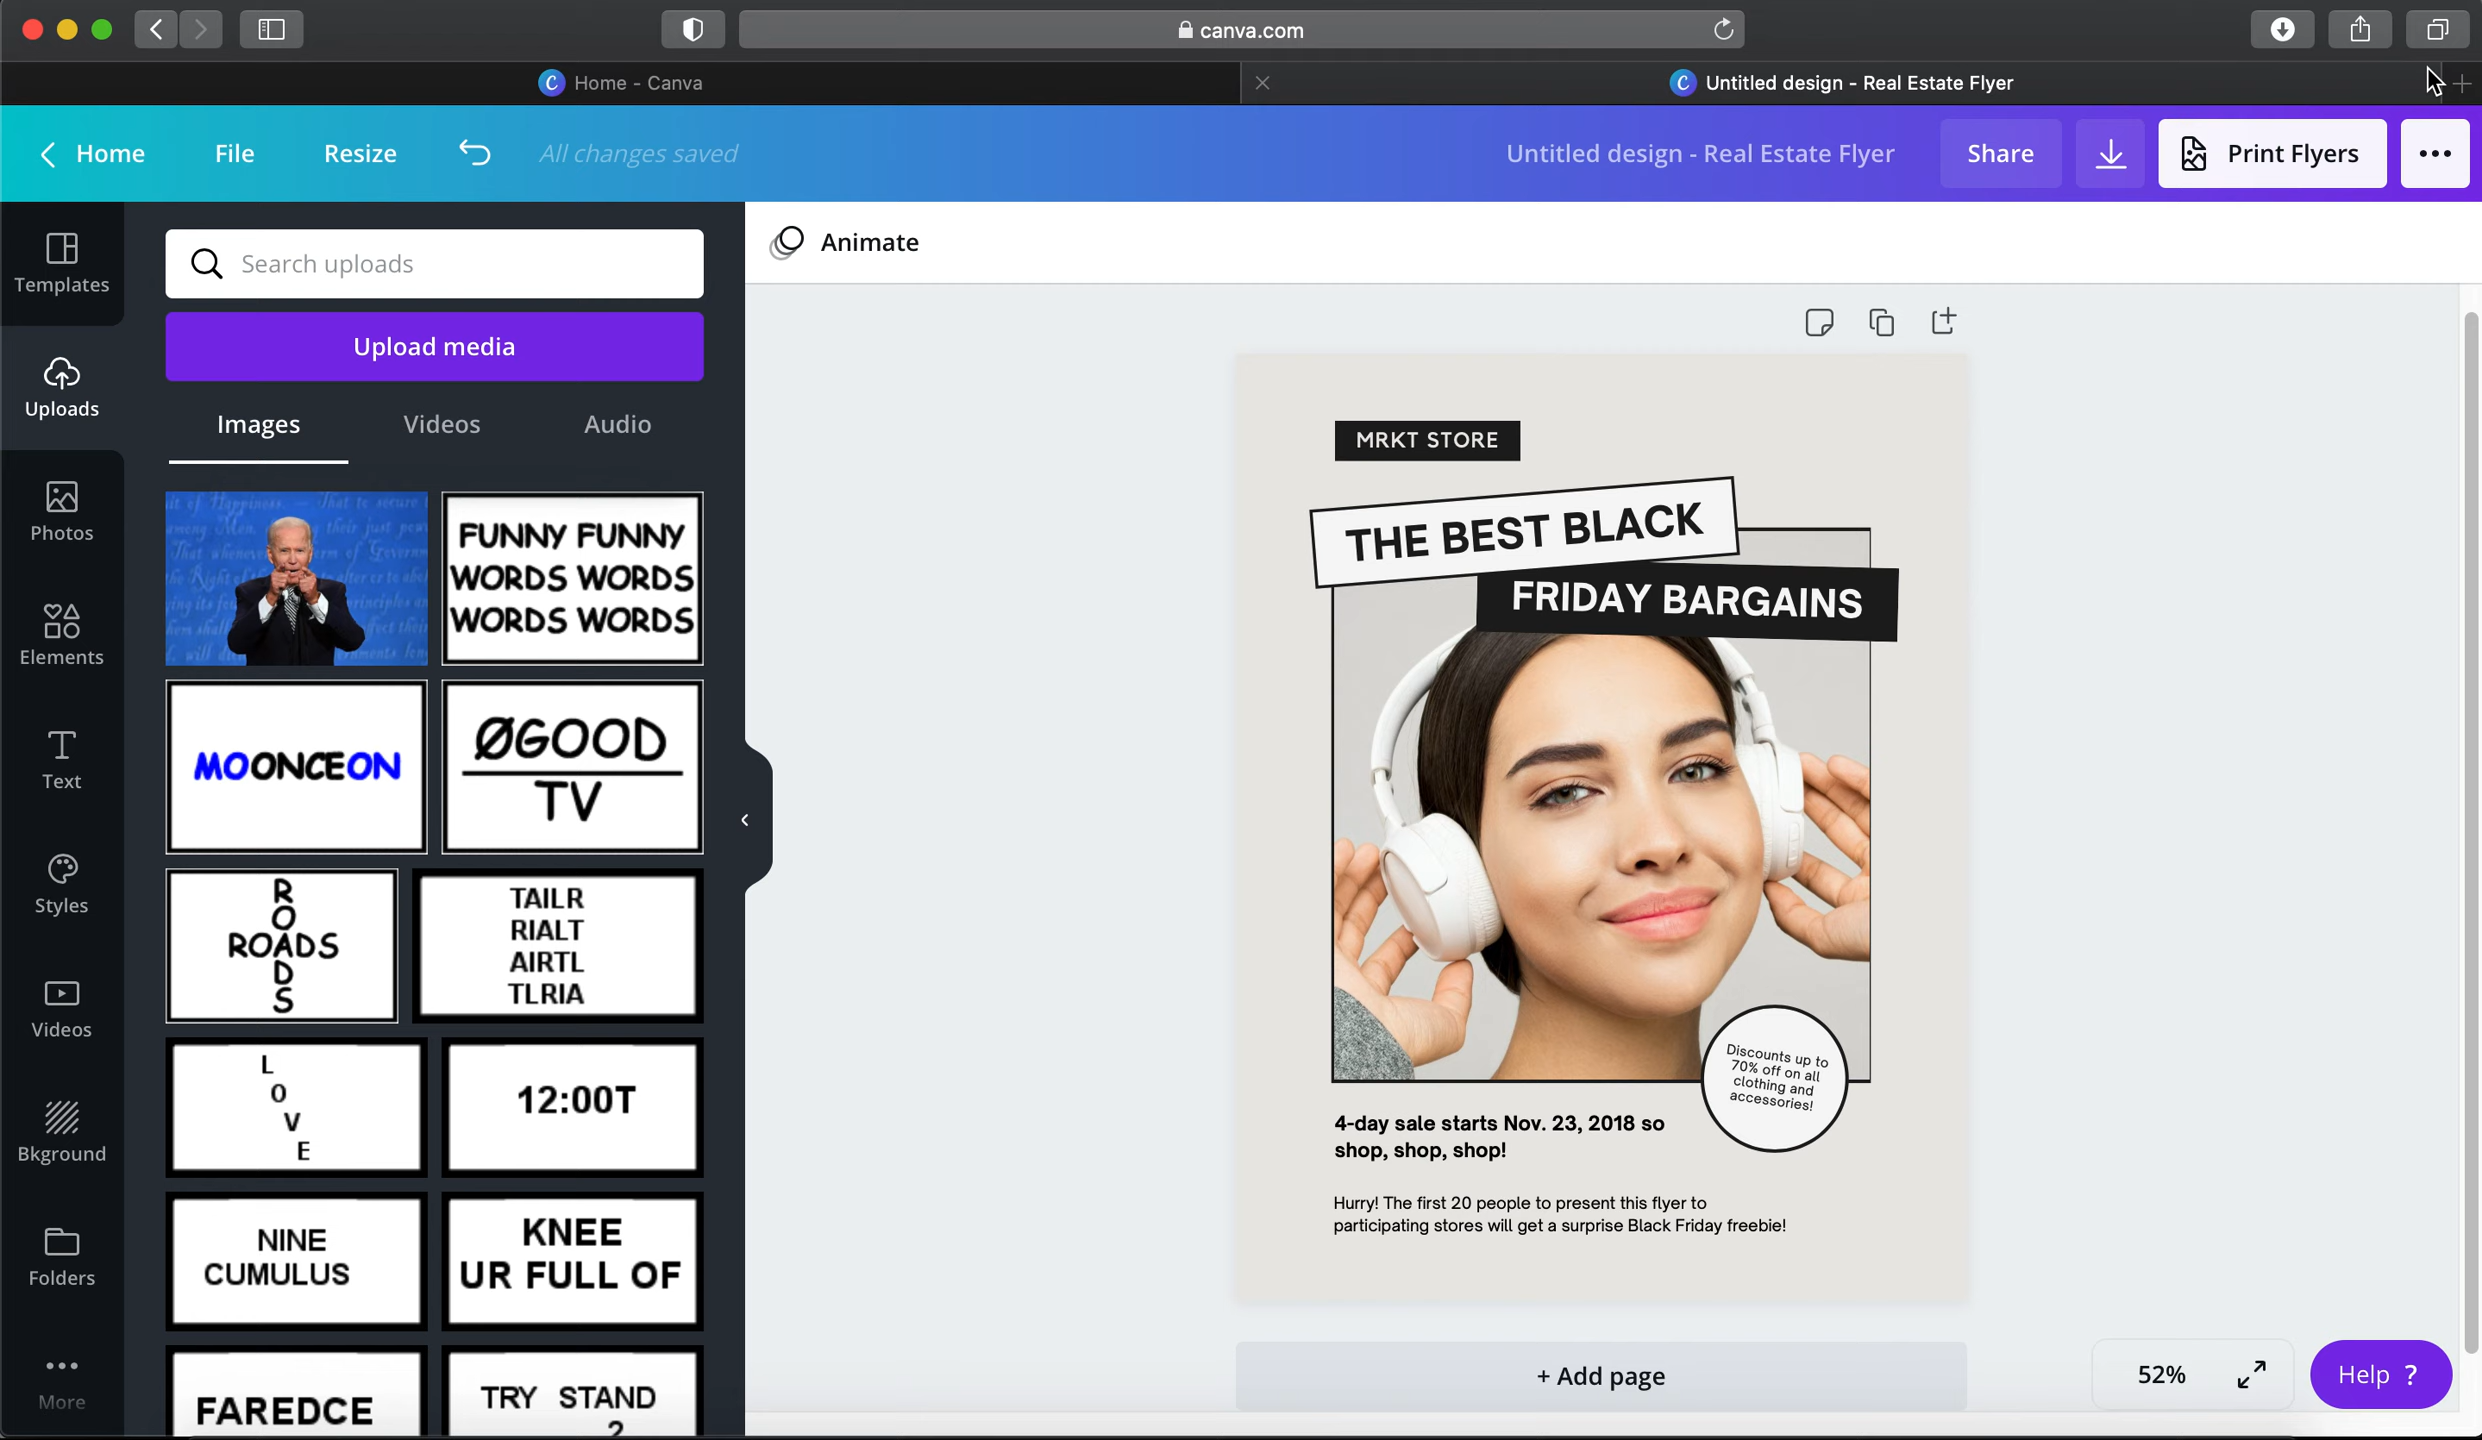 canva.com
Home - Canva
Untitled design - Real Estate Flyer
Home
File
Resize
All changes saved
Untitled design - Real Estate Flyer
Share
Print Flyers
Templates
Uploads
Photos
Elements
Text
Styles
Videos
Bkground
Folders
More
Search uploads
Upload media
Images
Videos
Audio
FUNNY FUNNY
WORDS WORDS
WORDS WORDS
MOONCEON
ØGOOD
TV
R
O
ROADS
D
S
TAILR
RIALT
AIRTL
TLRIA
L
O
V
E
12:00T
NINE
CUMULUS
KNEE
UR FULL OF
FAREDCE
TRY STAND
2
Animate
MRKT STORE
THE BEST BLACK
FRIDAY BARGAINS
Discounts up to
70% off on all
clothing and
accessories!
4-day sale starts Nov. 23, 2018 so
shop, shop, shop!
Hurry! The first 20 people to present this flyer to
participating stores will get a surprise Black Friday freebie!
+ Add page
52%
Help ?